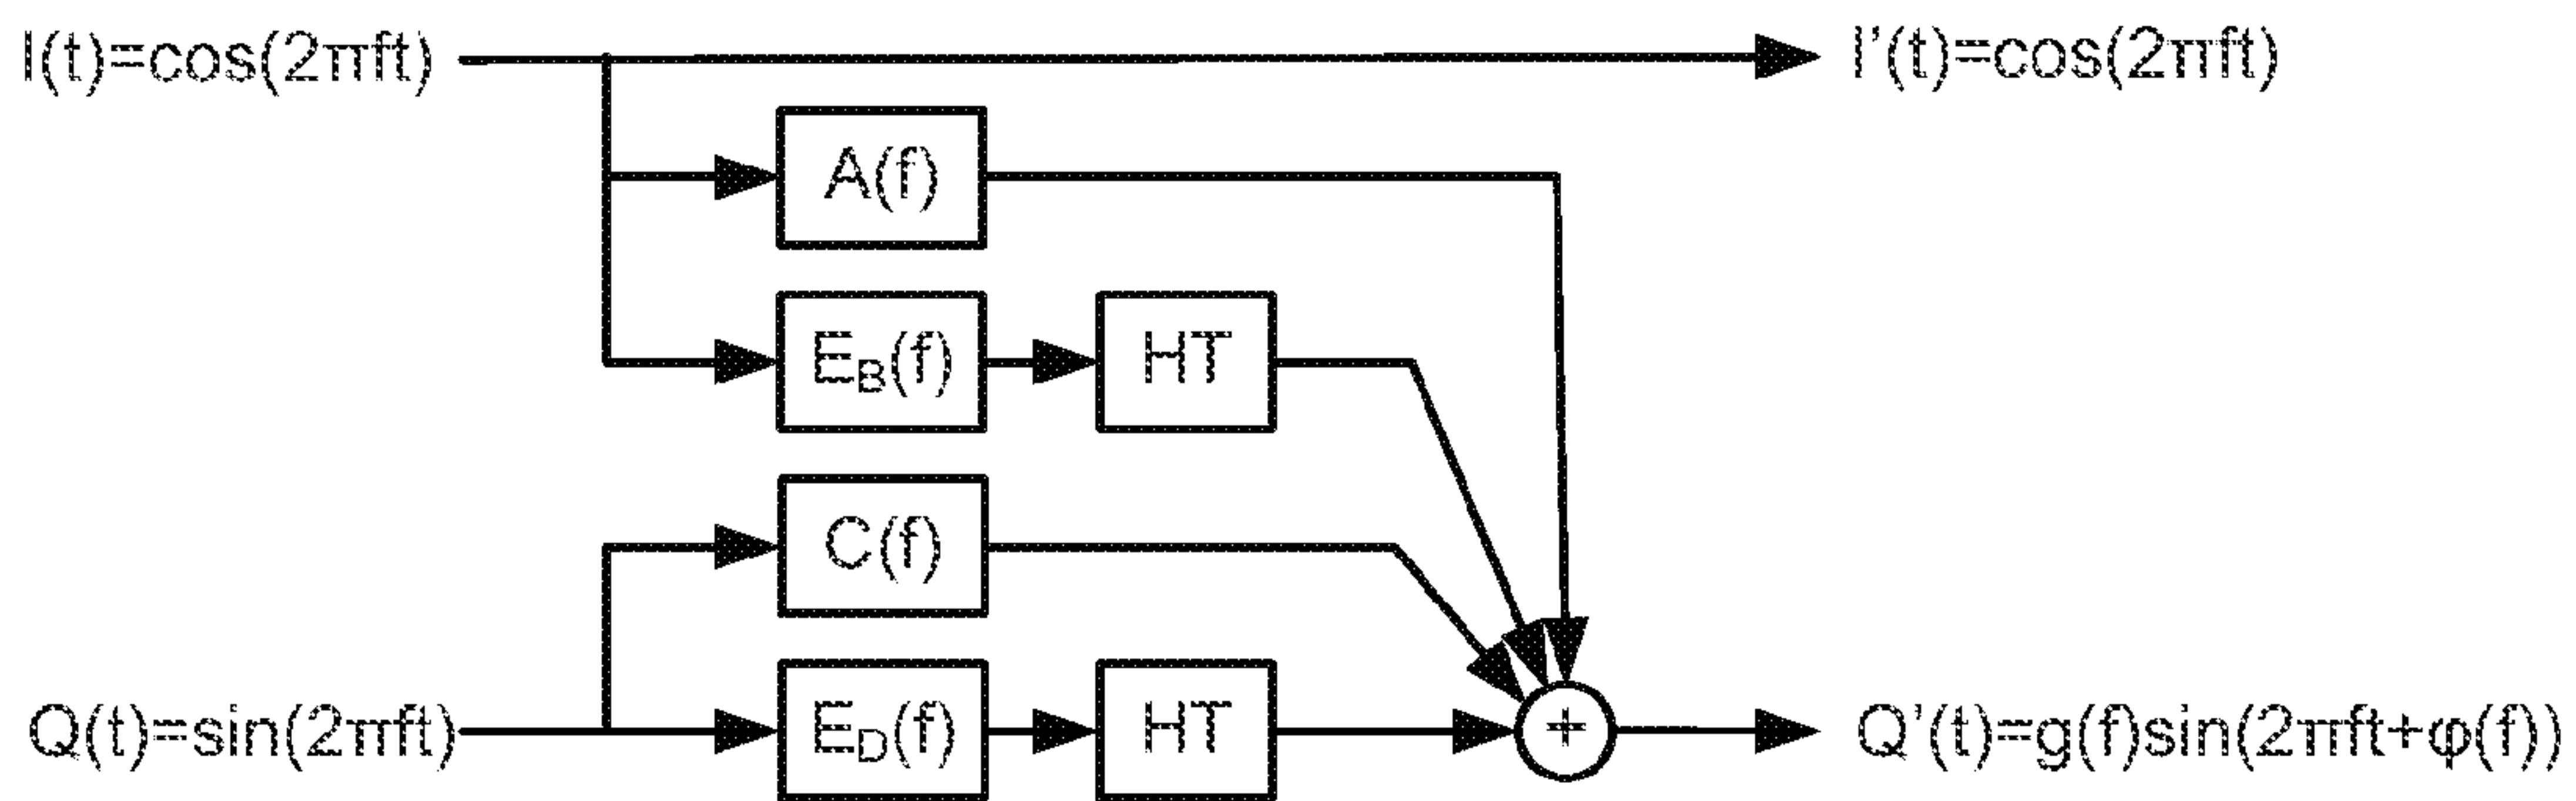 I(t)=cos(2πft)
I’(t)=cos(2πft)
A(f)
E_B(f)
HT
C(f)
Q(t)=sin(2πft)
E_D(f)
HT
+
Q’(t)=g(f)sin(2πft+φ(f))